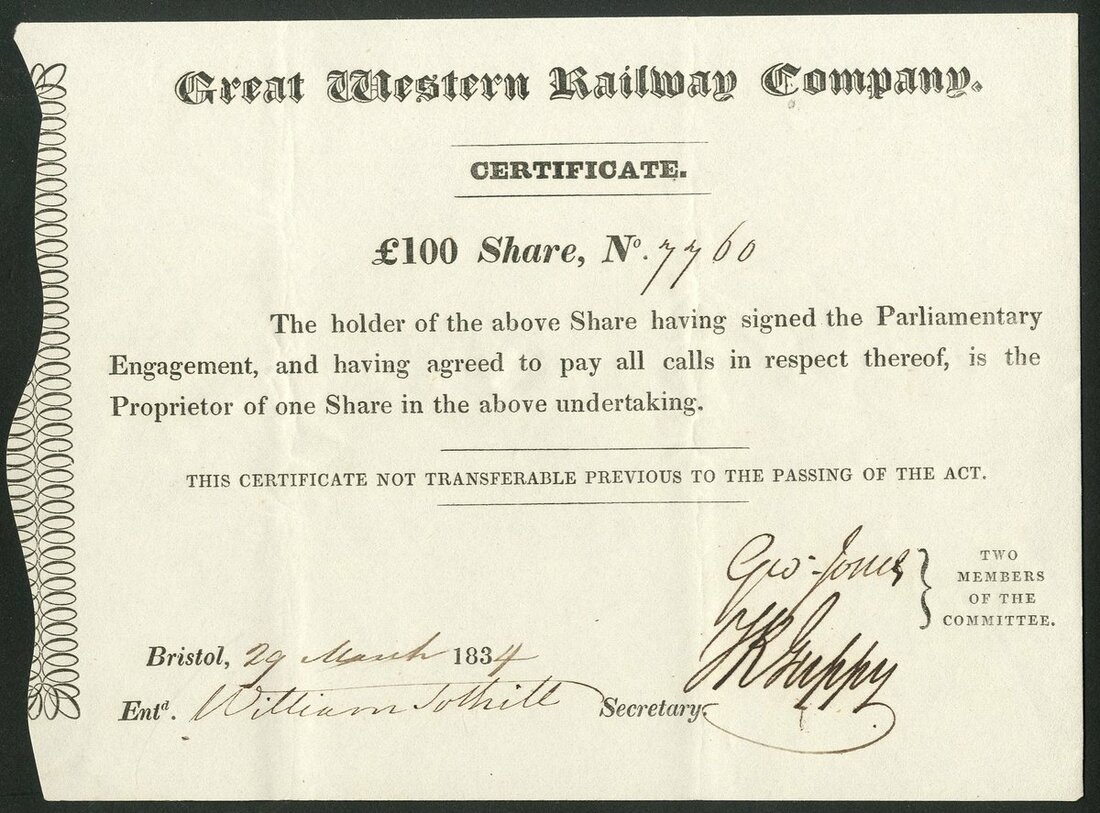 Great Western Railway Company.
CERTIFICATE.
£100 Share, No. 7760
The holder of the above Share having signed the Parliamentary
Engagement, and having agreed to pay all calls in respect thereof, is the
Proprietor of one Share in the above undertaking.
THIS CERTIFICATE NOT TRANSFERABLE PREVIOUS TO THE PASSING OF THE ACT.
Geo Jones
TWO
MEMBERS
OF THE
COMMITTEE.
TR Guppy
Bristol, 29 March 1834
Entd. William Tothill Secretary.